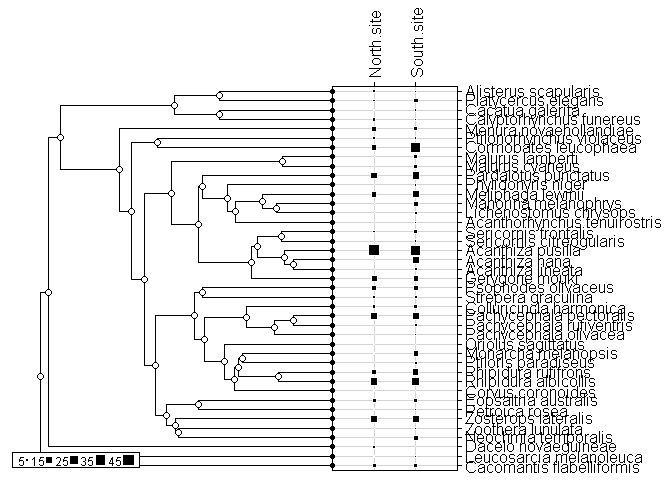 North.site
South.site
Alisterus scapularis
Platycercus elegans
Cacatua galerita
Calyptorhynchus funereus
Menura novaehollandiae
Ptilonorhynchus violaceus
Cormobates leucophaea
Malurus lamberti
Malurus cyaneus
Pardalotus punctatus
Phylidonyris niger
Meliphaga lewinii
Manorina melanophrys
Lichenostomus chrysops
Acanthorhynchus tenuirostris
Sericornis frontalis
Sericornis citreogularis
Acanthiza pusilla
Acanthiza nana
Acanthiza lineata
Gerygone mouki
Psophodes olivaceus
Strepera graculina
Colluricincla harmonica
Pachycephala pectoralis
Pachycephala rufiventris
Pachycephala olivacea
Oriolus sagittatus
Monarcha melanopsis
Ptiloris paradiseus
Rhipidura rufifrons
Rhipidura albicollis
Corvus coronoides
Eopsaltria australis
Petroica rosea
Zosterops lateralis
Zoothera lunulata
Neochmia temporalis
Dacelo novaeguineae
Leucosarcia melanoleuca
Cacomantis flabelliformis
5 15 25 35 45